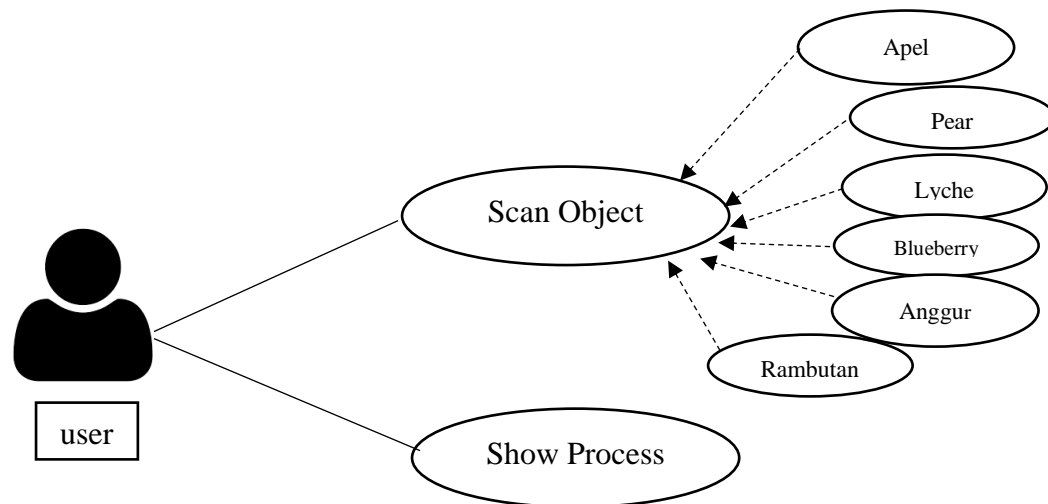 Apel
Pear
Lyche
Scan Object
Blueberry
Anggur
Rambutan
user
Show Process